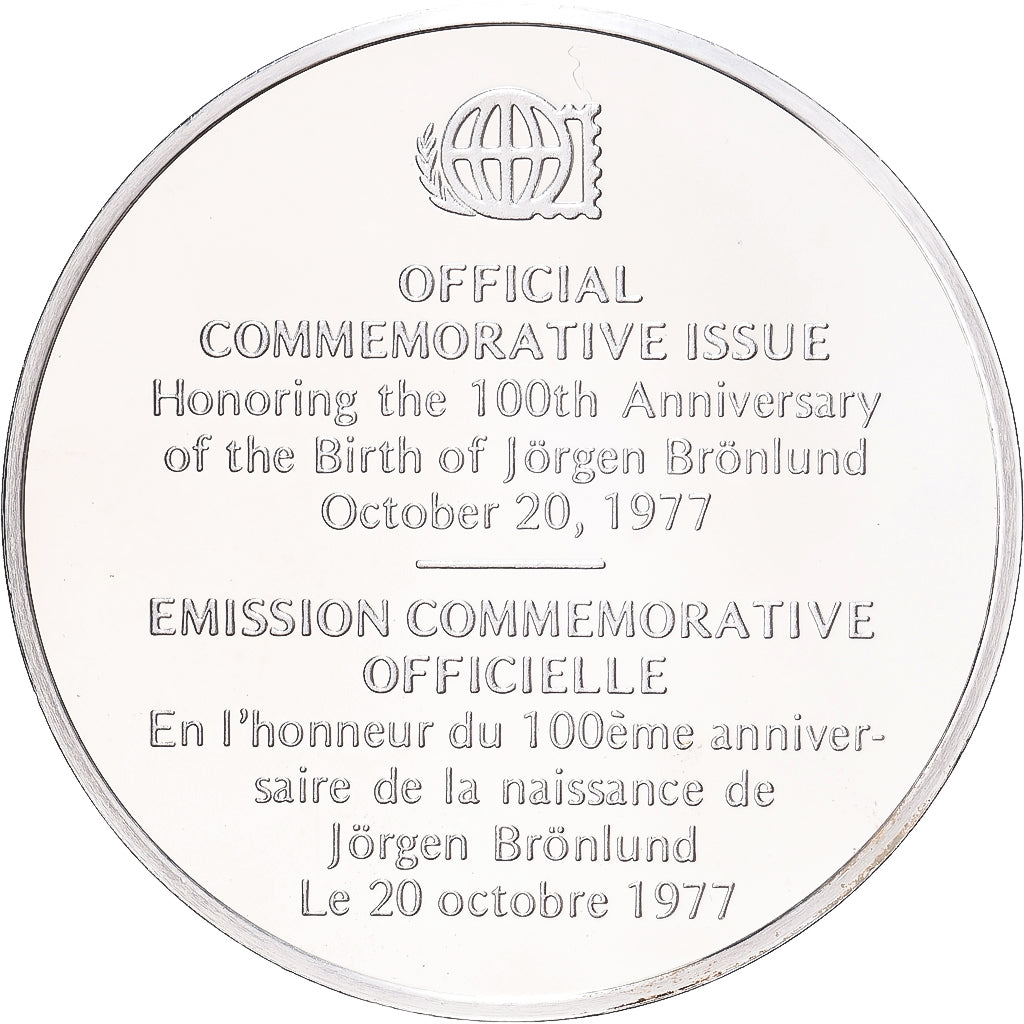 OFFICIAL
COMMEMORATIVE ISSUE
Honoring the 100th Anniversary
of the Birth of Jörgen Brönlund
October 20, 1977
EMISSION COMMEMORATIVE
OFFICIELLE
En l'honneur du 100ème anniver-
saire de la naissance de
Jörgen Brönlund
Le 20 octobre 1977